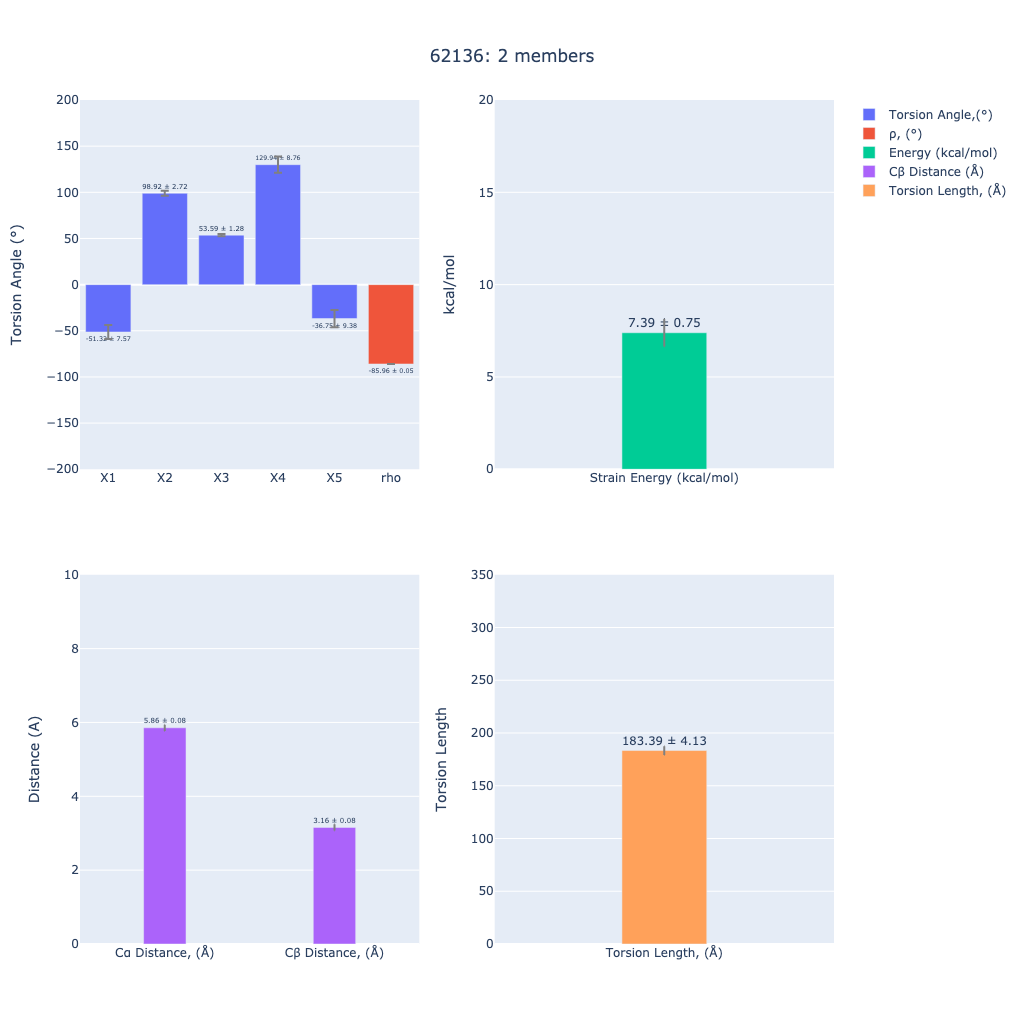 62136: 2 members
Torsion Angle (°)
200
150
100
50
0
−50
−100
−150
−200
98.92 ± 2.72
53.59 ± 1.28
-85.96 ± 0.05
X1 X2 X3 X4 X5 rho
kcal/mol
20
15
10
5
0
7.39 ± 0.75
Strain Energy (kcal/mol)
Torsion Angle,(°)
ρ, (°)
Energy (kcal/mol)
Cβ Distance (Å)
Torsion Length, (Å)
Distance (A)
10
8
6
4
2
0
5.86 ± 0.08
3.16 ± 0.08
Cα Distance, (Å) Cβ Distance, (Å)
Torsion Length
350
300
250
200
150
100
50
0
183.39 ± 4.13
Torsion Length, (Å)